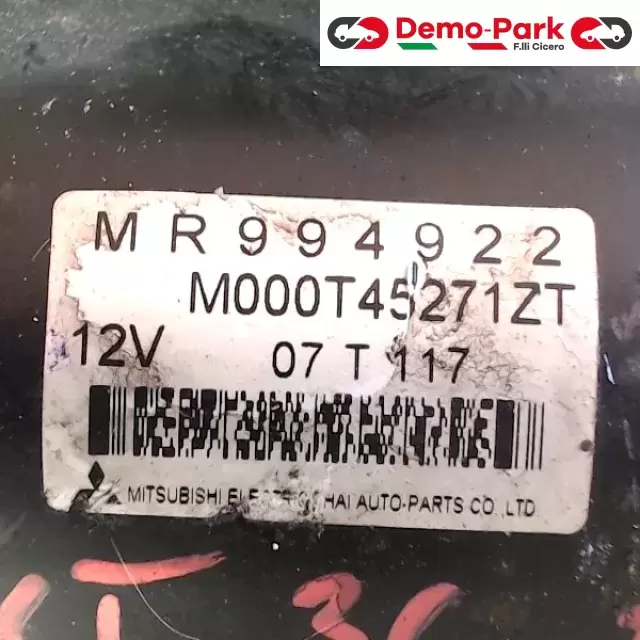 Demo-Park
F.lli Cicero
MR994922
M000T45271ZT
12V 07 T 117
MITSUBISHI AUTO-PARTS CO., LTD